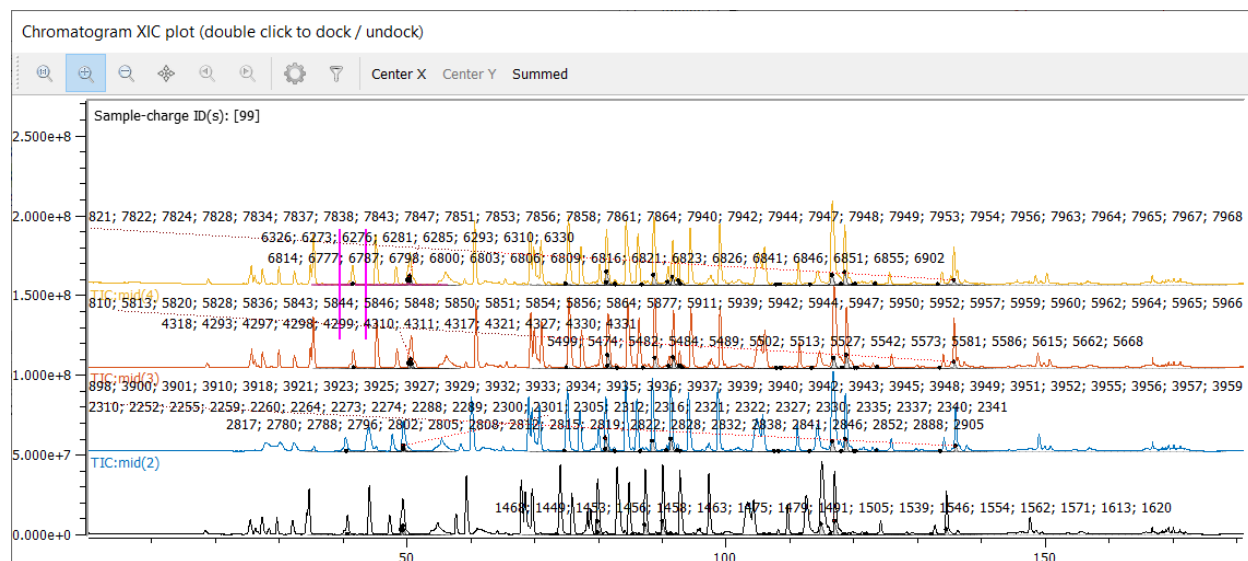 Chromatogram XIC plot (double click to dock / undock)
Center X Center Y Summed
Sample-charge ID(s): [99]
2.500e+8
2.000e+8
821; 7822; 7824; 7828; 7834; 7837; 7838; 7843; 7847; 7851; 7853; 7856; 7858; 7861; 7864; 7940; 7942; 7944; 7947; 7948; 7949; 7953; 7954; 7956; 7963; 7964; 7965; 7967; 7968
6326; 6273; 6276; 6281; 6285; 6293; 6310; 6330
6814; 6777; 6787; 6798; 6800; 6803; 6806; 6809; 6816; 6821; 6823; 6826; 6841; 6846; 6851; 6855; 6902
1.500e+8
TIC:mid(4)
810; 5813; 5820; 5828; 5836; 5843; 5844; 5846; 5848; 5850; 5851; 5854; 5856; 5864; 5877; 5911; 5939; 5942; 5944; 5947; 5950; 5952; 5957; 5959; 5960; 5962; 5964; 5965; 5966
4318; 4293; 4297; 4298; 4299; 4310; 4311; 4317; 4321; 4327; 4330; 4331
5499; 5474; 5482; 5484; 5489; 5502; 5513; 5527; 5542; 5573; 5581; 5586; 5615; 5662; 5668
1.000e+8
TIC:mid(3)
898; 3900; 3901; 3910; 3918; 3921; 3923; 3925; 3927; 3929; 3932; 3933; 3934; 3935; 3936; 3937; 3939; 3940; 3942; 3943; 3945; 3948; 3949; 3951; 3952; 3955; 3956; 3957; 3959
2310; 2252; 2255; 2259; 2260; 2264; 2273; 2274; 2288; 2289; 2300; 2301; 2305; 2312; 2316; 2321; 2322; 2327; 2330; 2335; 2337; 2340; 2341
2817; 2780; 2788; 2796; 2802; 2805; 2808; 2812; 2815; 2819; 2822; 2828; 2832; 2838; 2841; 2846; 2852; 2888; 2905
5.000e+7
TIC:mid(2)
1468; 1449; 1453; 1456; 1458; 1463; 1475; 1479; 1491; 1505; 1539; 1546; 1554; 1562; 1571; 1613; 1620
0.000e+0
50 100 150